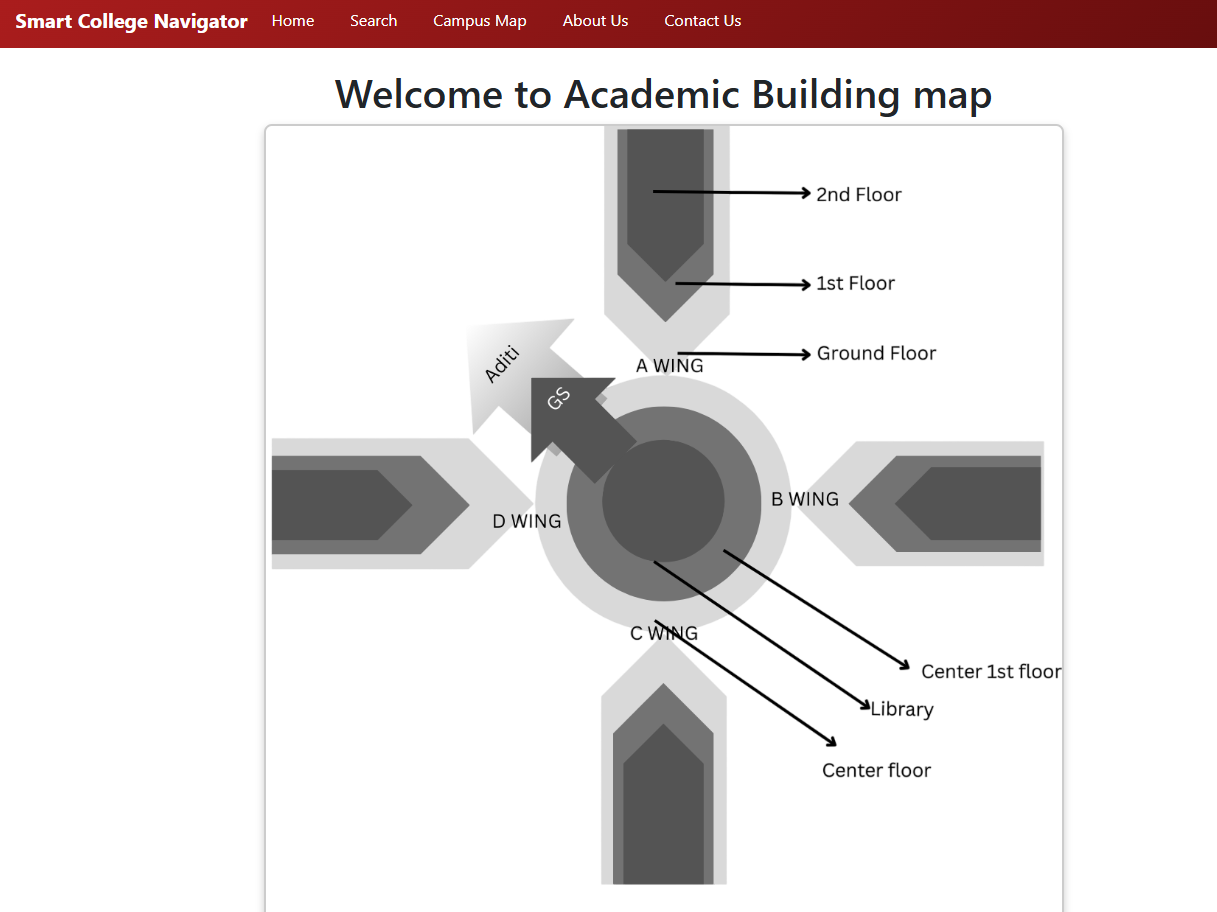 Smart College Navigator Home Search Campus Map About Us Contact Us
Welcome to Academic Building map
2nd Floor
1st Floor
Ground Floor
A WING
Aditi
GS
B WING
D WING
C WING
Center 1st floor
Library
Center floor